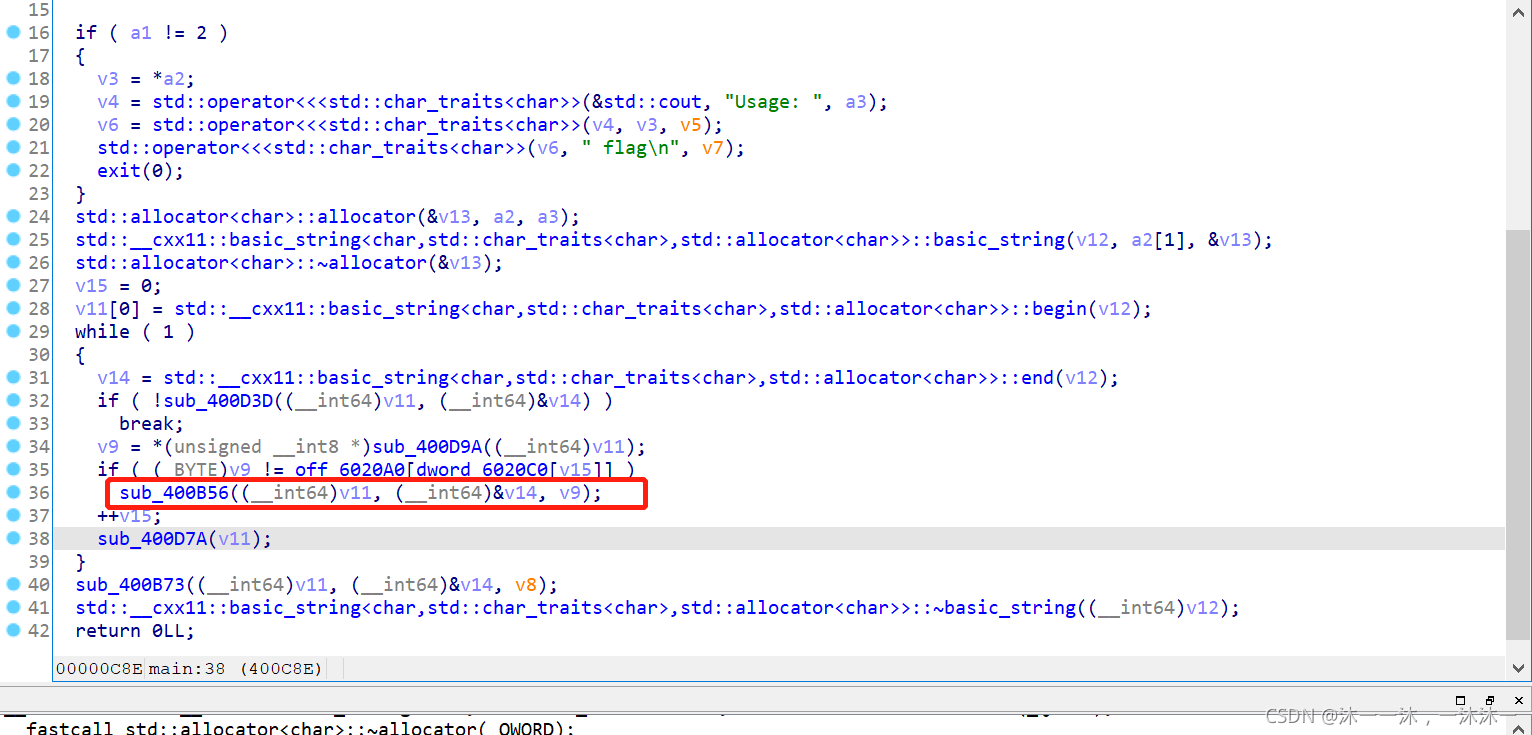 15
16 if ( a1 != 2 )
17 {
18 v3 = *a2;
19 v4 = std::operator<<<std::char_traits<char>>(&std::cout, "Usage: ", a3);
20 v6 = std::operator<<<std::char_traits<char>>(v4, v3, v5);
21 std::operator<<<std::char_traits<char>>(v6, " flag\n", v7);
22 exit(0);
23 }
24 std::allocator<char>::allocator(&v13, a2, a3);
25 std::__cxx11::basic_string<char,std::char_traits<char>,std::allocator<char>>::basic_string(v12, a2[1], &v13);
26 std::allocator<char>::~allocator(&v13);
27 v15 = 0;
28 v11[0] = std::__cxx11::basic_string<char,std::char_traits<char>,std::allocator<char>>::begin(v12);
29 while ( 1 )
30 {
31 v14 = std::__cxx11::basic_string<char,std::char_traits<char>,std::allocator<char>>::end(v12);
32 if ( !sub_400D3D((__int64)v11, (__int64)&v14) )
33 break;
34 v9 = *(unsigned __int8 *)sub_400D9A((__int64)v11);
35 if ( (_BYTE)v9 != off_6020A0[dword_6020C0[v15]] )
36 sub_400B56((__int64)v11, (__int64)&v14, v9);
37 ++v15;
38 sub_400D7A(v11);
39 }
40 sub_400B73((__int64)v11, (__int64)&v14, v8);
41 std::__cxx11::basic_string<char,std::char_traits<char>,std::allocator<char>>::~basic_string((__int64)v12);
42 return 0LL;
00000C8E main:38 (400C8E)
fastcall std::allocator<char>::~allocator(_QWORD);
CSDN @沐一一沐，一沐沐一